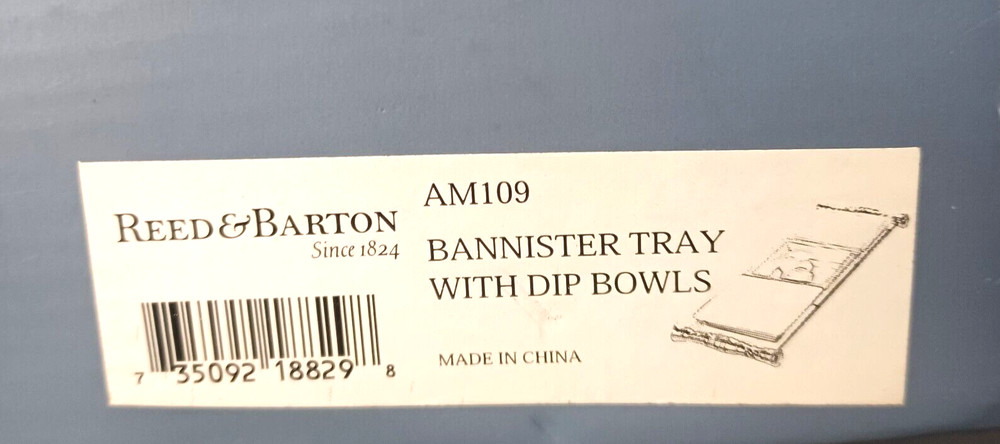 REED & BARTON
Since 1824
7 35092 18829 8
AM109
BANNISTER TRAY
WITH DIP BOWLS
MADE IN CHINA